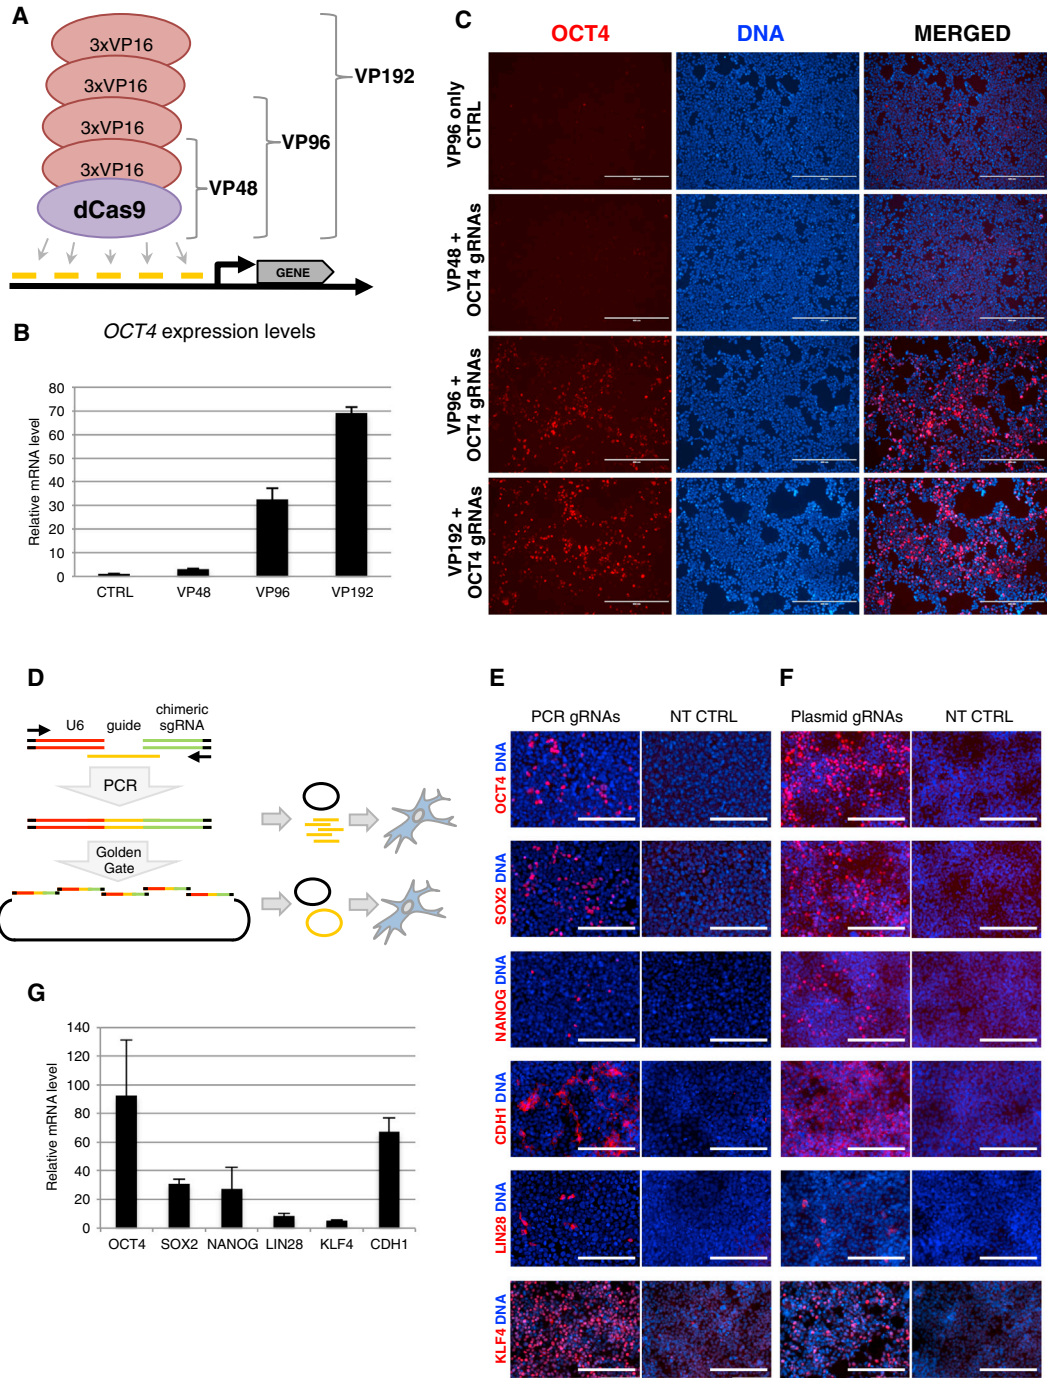 A
3xVP16
3xVP16
3xVP16
3xVP16
dCas9
VP48
VP96
VP192
GENE
B
OCT4 expression levels
Relative mRNA level
80
70
60
50
40
30
20
10
0
CTRL VP48 VP96 VP192
C
OCT4 DNA MERGED
VP96 only
CTRL
VP48 +
OCT4 gRNAs
VP96 +
OCT4 gRNAs
VP192 +
OCT4 gRNAs
D
U6 guide chimeric
sgRNA
PCR
Golden
Gate
E
PCR gRNAs NT CTRL
F
Plasmid gRNAs NT CTRL
OCT4 DNA
SOX2 DNA
NANOG DNA
CDH1 DNA
LIN28 DNA
KLF4 DNA
G
Relative mRNA level
140
120
100
80
60
40
20
0
OCT4 SOX2 NANOG LIN28 KLF4 CDH1